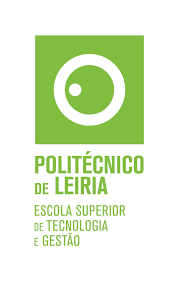 POLITÉCNICO
DE LEIRIA
ESCOLA SUPERIOR
DE TECNOLOGIA
E GESTÃO